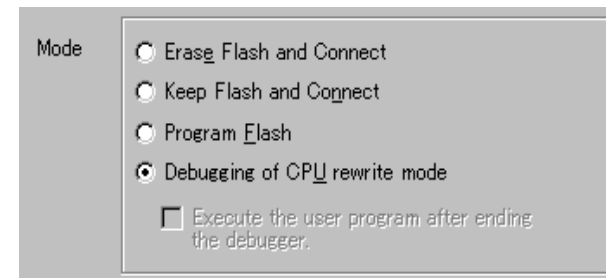 Mode
Erase Flash and Connect
Keep Flash and Connect
Program Flash
Debugging of CPU rewrite mode
Execute the user program after ending
the debugger.